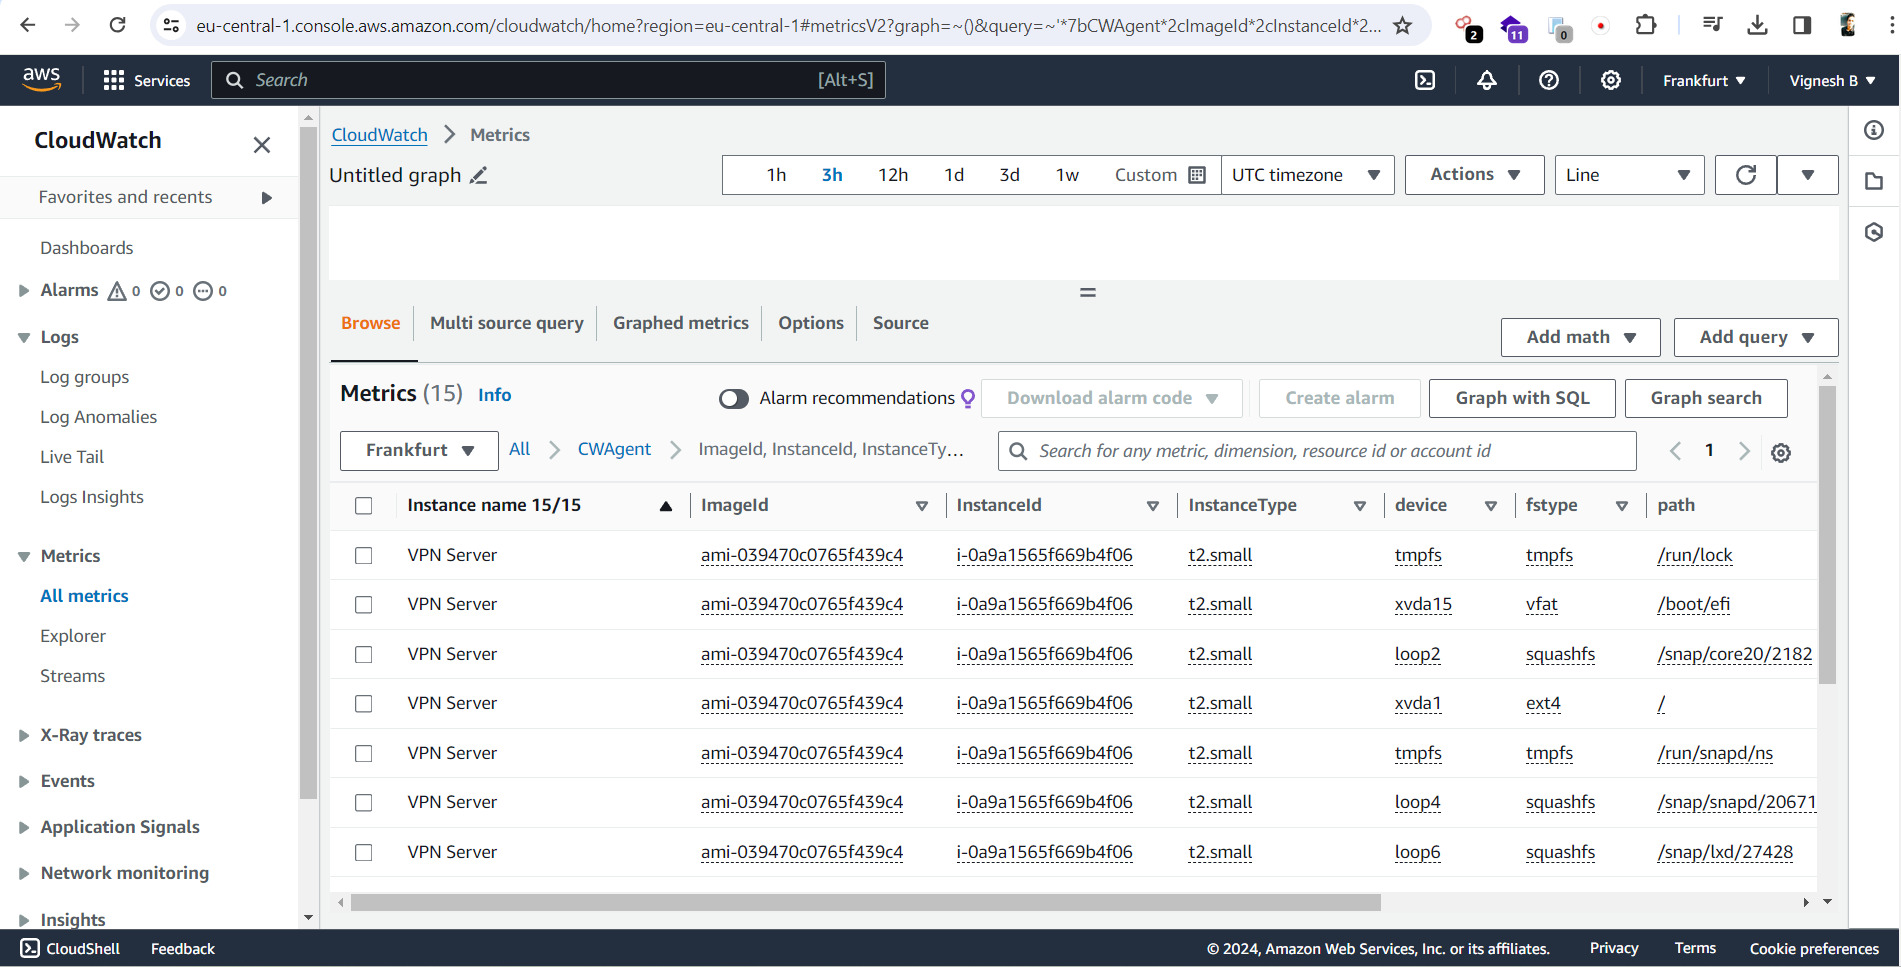 eu-central-1.console.aws.amazon.com/cloudwatch/home?region=eu-central-1#metricsV2?graph=~()&query=~'*7bCWAgent*2cImageId*2cInstanceId*2...
2
11
0
aws
Services
Search
[Alt+S]
Frankfurt
Vignesh B
CloudWatch
Favorites and recents
Dashboards
Alarms 0 0 0
Logs
Log groups
Log Anomalies
Live Tail
Logs Insights
Metrics
All metrics
Explorer
Streams
X-Ray traces
Events
Application Signals
Network monitoring
Insights
CloudWatch > Metrics
Untitled graph
1h 3h 12h 1d 3d 1w Custom UTC timezone Actions Line
Browse Multi source query Graphed metrics Options Source
Add math Add query
Metrics (15) Info
Alarm recommendations Download alarm code Create alarm Graph with SQL Graph search
Frankfurt All > CWAgent > ImageId, InstanceId, InstanceTy... Search for any metric, dimension, resource id or account id 1
Instance name 15/15 ImageId InstanceId InstanceType device fstype path
VPN Server ami-039470c0765f439c4 i-0a9a1565f669b4f06 t2.small tmpfs tmpfs /run/lock
VPN Server ami-039470c0765f439c4 i-0a9a1565f669b4f06 t2.small xvda15 vfat /boot/efi
VPN Server ami-039470c0765f439c4 i-0a9a1565f669b4f06 t2.small loop2 squashfs /snap/core20/2182
VPN Server ami-039470c0765f439c4 i-0a9a1565f669b4f06 t2.small xvda1 ext4 /
VPN Server ami-039470c0765f439c4 i-0a9a1565f669b4f06 t2.small tmpfs tmpfs /run/snapd/ns
VPN Server ami-039470c0765f439c4 i-0a9a1565f669b4f06 t2.small loop4 squashfs /snap/snapd/20671
VPN Server ami-039470c0765f439c4 i-0a9a1565f669b4f06 t2.small loop6 squashfs /snap/lxd/27428
CloudShell Feedback © 2024, Amazon Web Services, Inc. or its affiliates. Privacy Terms Cookie preferences